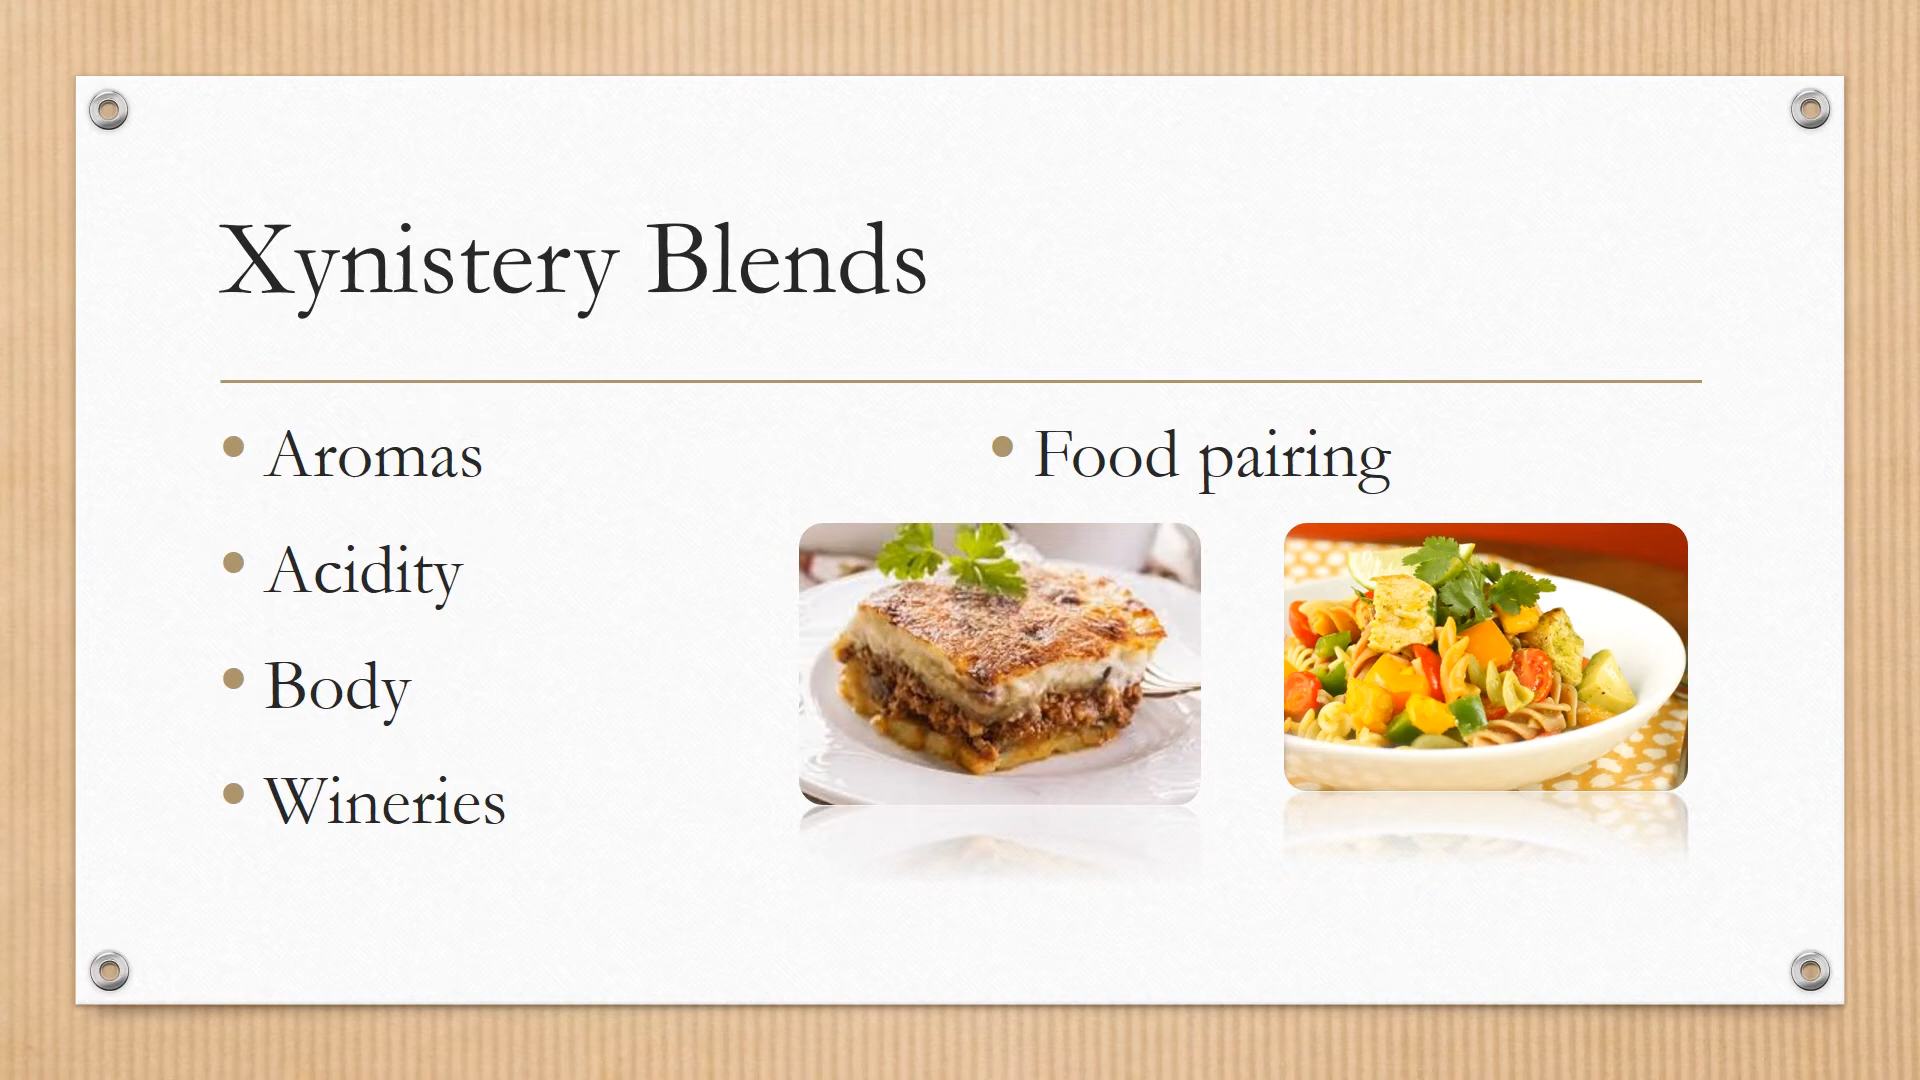 Xynistery Blends
Aromas
Acidity
Body
Wineries
Food pairing